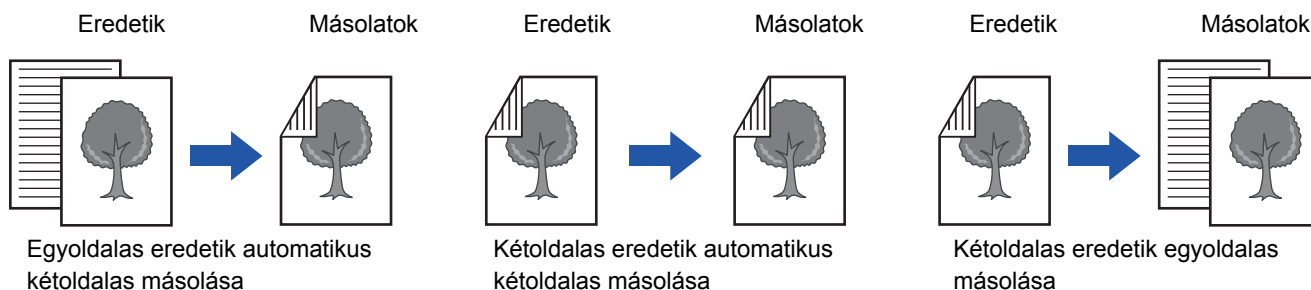 Eredetik Másolatok Eredetik Másolatok Eredetik Másolatok
Egyoldalas eredetik automatikus
kétoldalas másolása
Kétoldalas eredetik automatikus
kétoldalas másolása
Kétoldalas eredetik egyoldalas
másolása